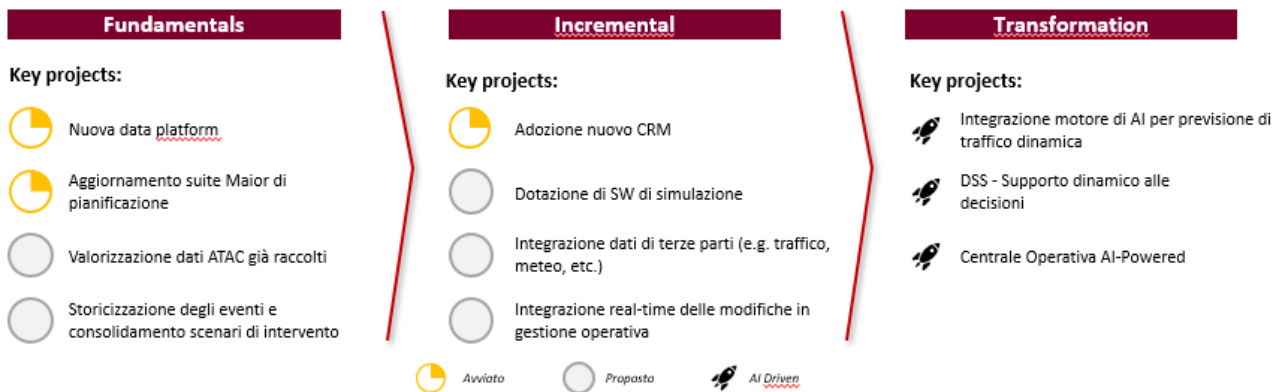 Fundamentals
Key projects:
Nuova data platform
Aggiornamento suite Maior di
pianificazione
Valorizzazione dati ATAC già raccolti
Storicizzazione degli eventi e
consolidamento scenari di intervento
Incremental
Key projects:
Adozione nuovo CRM
Dotazione di SW di simulazione
Integrazione dati di terze parti (e.g. traffico,
meteo, etc.)
Integrazione real-time delle modifiche in
gestione operativa
Transformation
Key projects:
Integrazione motore di AI per previsione di
traffico dinamica
DSS - Supporto dinamico alle
decisioni
Centrale Operativa AI-Powered
Avviato
Proposto
AI Driven